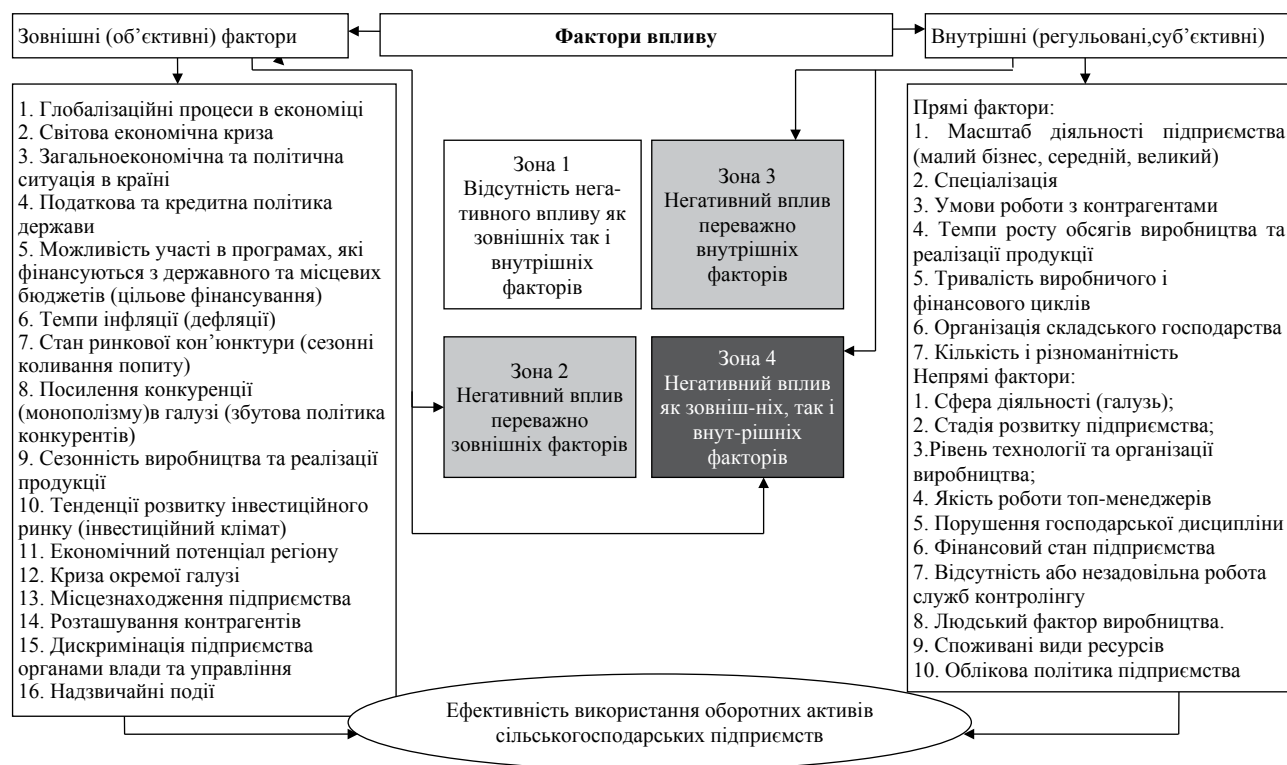 Зовнішні (об’єктивні) фактори
Фактори впливу
Внутрішні (регульовані,суб’єктивні)
1. Глобалізаційні процеси в економіці
2. Світова економічна криза
3. Загальноекономічна та політична
ситуація в країні
4. Податкова та кредитна політика
держави
5. Можливість участі в програмах, які
фінансуються з державного та місцевих
бюджетів (цільове фінансування)
6. Темпи інфляції (дефляції)
7. Стан ринкової кон’юнктури (сезонні
коливання попиту)
8. Посилення конкуренції
(монополізму)в галузі (збутова політика
конкурентів)
9. Сезонність виробництва та реалізації
продукції
10. Тенденції розвитку інвестиційного
ринку (інвестиційний клімат)
11. Економічний потенціал регіону
12. Криза окремої галузі
13. Місцезнаходження підприємства
14. Розташування контрагентів
15. Дискримінація підприємства
органами влади та управління
16. Надзвичайні події
Зона 1
Відсутність нега-
тивного впливу як
зовнішніх так і
внутрішніх
факторів
Зона 3
Негативний вплив
переважно
внутрішніх
факторів
Зона 2
Негативний вплив
переважно
зовнішніх факторів
Зона 4
Негативний вплив
як зовніш-ніх, так і
внут-рішніх
факторів
Прямі фактори:
1. Масштаб діяльності підприємства
(малий бізнес, середній, великий)
2. Спеціалізація
3. Умови роботи з контрагентами
4. Темпи росту обсягів виробництва та
реалізації продукції
5. Тривалість виробничого і
фінансового циклів
6. Організація складського господарства
7. Кількість і різноманітність
Непрямі фактори:
1. Сфера діяльності (галузь);
2. Стадія розвитку підприємства;
3.Рівень технології та організації
виробництва;
4. Якість роботи топ-менеджерів
5. Порушення господарської дисципліни
6. Фінансовий стан підприємства
7. Відсутність або незадовільна робота
служб контролінгу
8. Людський фактор виробництва.
9. Споживані види ресурсів
10. Облікова політика підприємства
Ефективність використання оборотних активів
сільськогосподарських підприємств